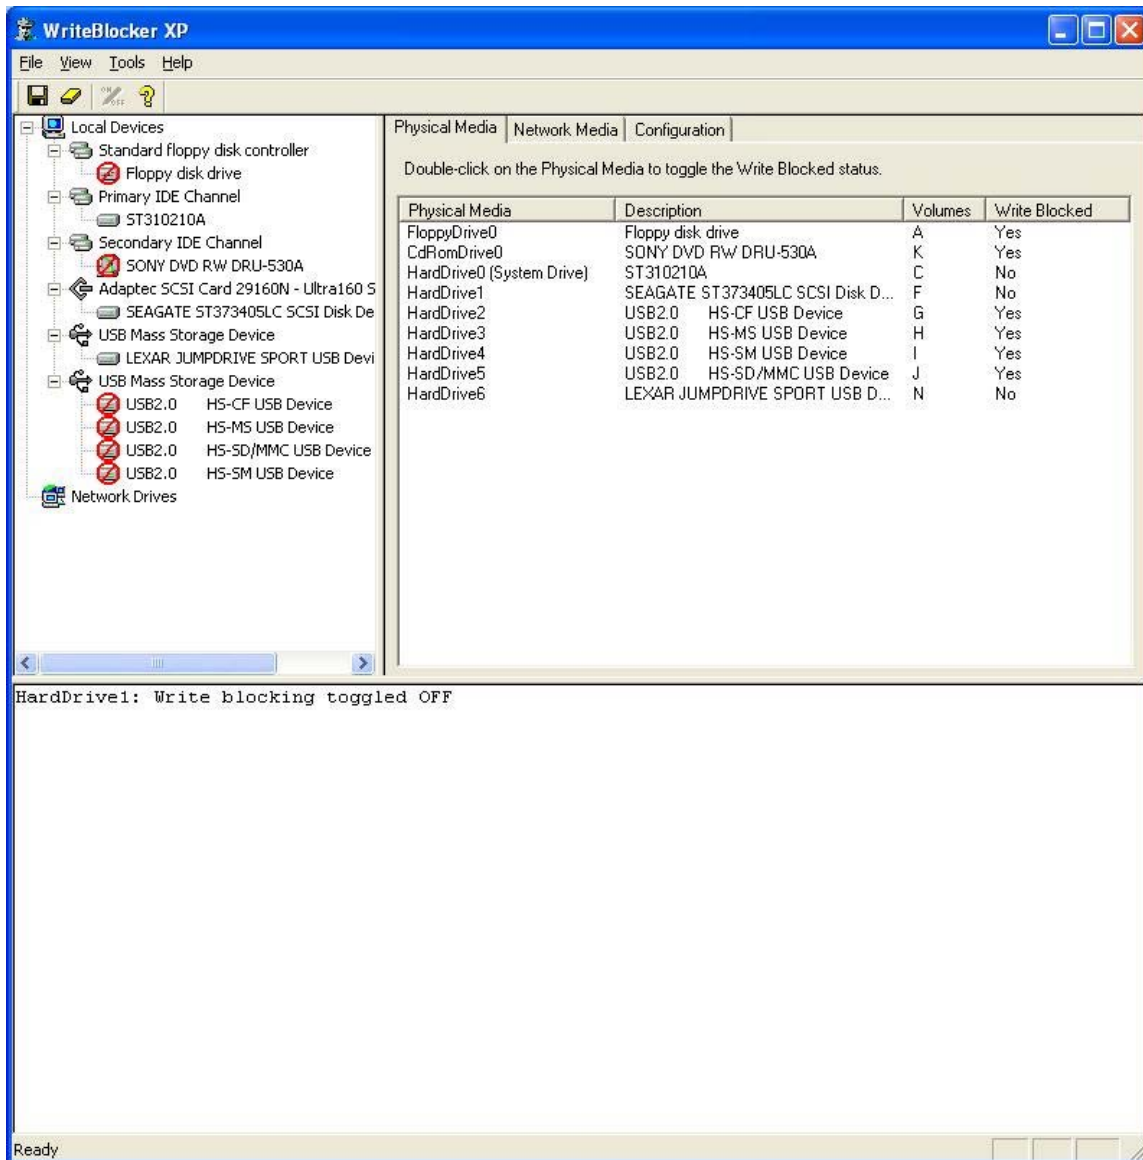 WriteBlocker XP
File View Tools Help
ON OFF
Local Devices
Standard floppy disk controller
Floppy disk drive
Primary IDE Channel
ST310210A
Secondary IDE Channel
SONY DVD RW DRU-530A
Adaptec SCSI Card 29160N - Ultra160 S
SEAGATE ST373405LC SCSI Disk De
USB Mass Storage Device
LEXAR JUMPDRIVE SPORT USB Devi
USB Mass Storage Device
USB2.0 HS-CF USB Device
USB2.0 HS-MS USB Device
USB2.0 HS-SD/MMC USB Device
USB2.0 HS-SM USB Device
Network Drives
Physical Media Network Media Configuration
Double-click on the Physical Media to toggle the Write Blocked status.
Physical Media Description Volumes Write Blocked
FloppyDrive0 Floppy disk drive A Yes
CdRomDrive0 SONY DVD RW DRU-530A K Yes
HardDrive0 (System Drive) ST310210A C No
HardDrive1 SEAGATE ST373405LC SCSI Disk D... F No
HardDrive2 USB2.0 HS-CF USB Device G Yes
HardDrive3 USB2.0 HS-MS USB Device H Yes
HardDrive4 USB2.0 HS-SM USB Device I Yes
HardDrive5 USB2.0 HS-SD/MMC USB Device J Yes
HardDrive6 LEXAR JUMPDRIVE SPORT USB D... N No
HardDrive1: Write blocking toggled OFF
Ready